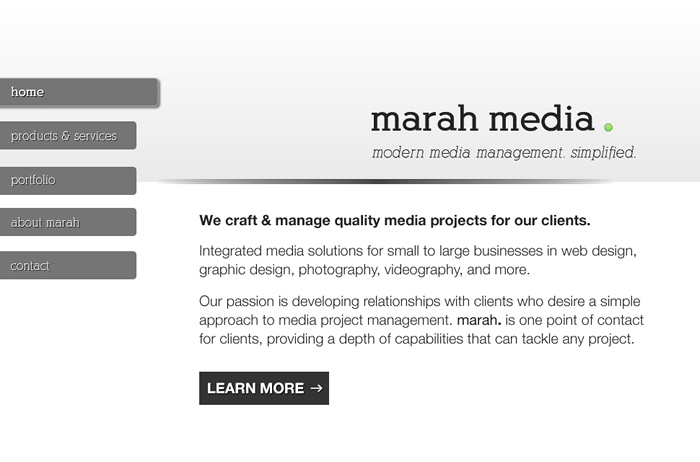 home
products & services
portfolio
about marah
contact
marah media.
modern media management. simplified.
We craft & manage quality media projects for our clients.
Integrated media solutions for small to large businesses in web design,
graphic design, photography, videography, and more.
Our passion is developing relationships with clients who desire a simple
approach to media project management. marah. is one point of contact
for clients, providing a depth of capabilities that can tackle any project.
LEARN MORE →